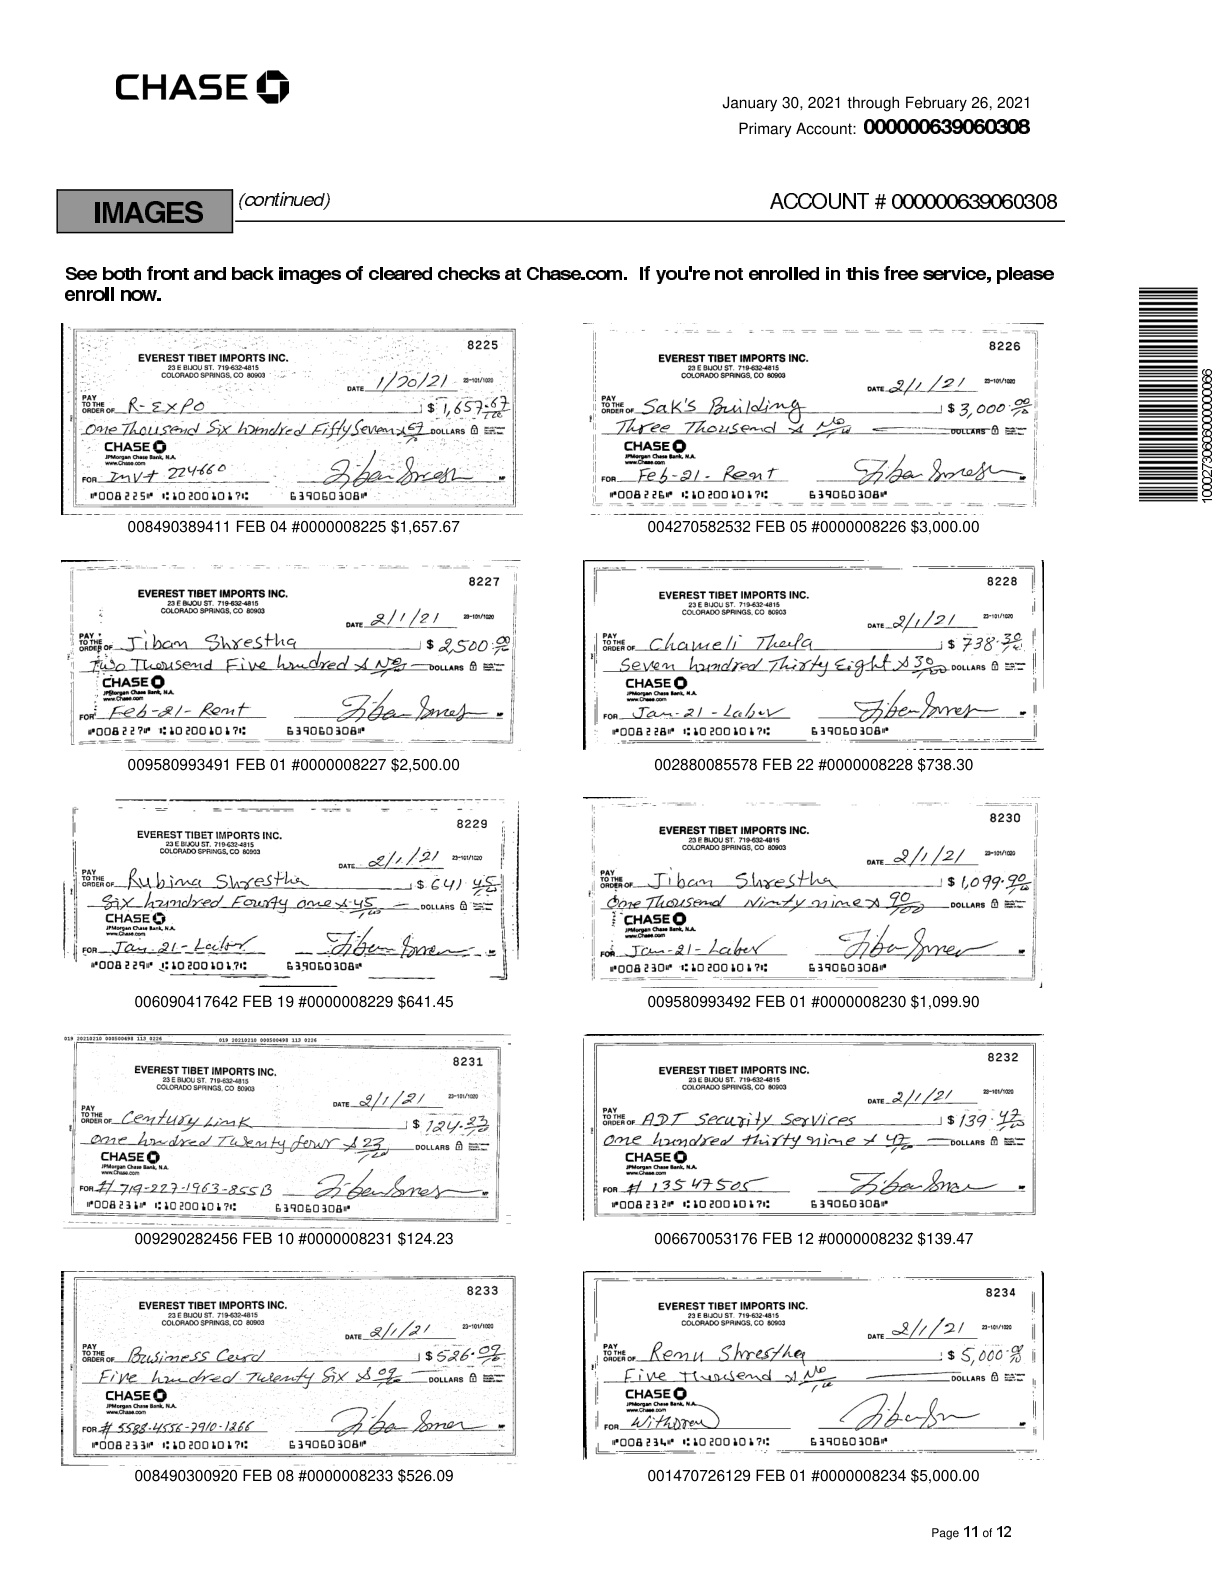 CHASE
January 30, 2021 through February 26, 2021
Primary Account: 000000639060308
IMAGES
(continued)
ACCOUNT # 000000639060308
See both front and back images of cleared checks at Chase.com. If you're not enrolled in this free service, please
enroll now.
8225
EVEREST TIBET IMPORTS INC.
23 E BIJOU ST. 719-632-4815
COLORADO SPRINGS, CO 80903
DATE 1/20/21 23-101/1020
PAY TO THE ORDER OF R-EXPO $ 1,657.67/100
One Thousand Six hundred Fifty Seven & 67/100 DOLLARS
CHASE
JPMorgan Chase Bank, N.A.
www.Chase.com
FOR Inv# 224660
⑈008225⑈ ⑆102001017⑆ 639060308⑈
008490389411 FEB 04 #0000008225 $1,657.67
8226
EVEREST TIBET IMPORTS INC.
23 E BIJOU ST. 719-632-4815
COLORADO SPRINGS, CO 80903
DATE 2/1/21 23-101/1020
PAY TO THE ORDER OF Sak's Building $ 3,000.00/100
Three Thousand & No/100 DOLLARS
CHASE
JPMorgan Chase Bank, N.A.
www.Chase.com
FOR Feb-21-Rent
⑈008226⑈ ⑆102001017⑆ 639060308⑈
004270582532 FEB 05 #0000008226 $3,000.00
8227
EVEREST TIBET IMPORTS INC.
23 E BIJOU ST. 719-632-4815
COLORADO SPRINGS, CO 80903
DATE 2/1/21 23-101/1020
PAY TO THE ORDER OF Jiban Shrestha $ 2,500.00/100
Two Thousand Five hundred & No/100 DOLLARS
CHASE
JPMorgan Chase Bank, N.A.
www.Chase.com
FOR Feb-21-Rent
⑈008227⑈ ⑆102001017⑆ 639060308⑈
009580993491 FEB 01 #0000008227 $2,500.00
8228
EVEREST TIBET IMPORTS INC.
23 E BIJOU ST. 719-632-4815
COLORADO SPRINGS, CO 80903
DATE 2/1/21 23-101/1020
PAY TO THE ORDER OF Chameli $ 738.30/100
Seven hundred Thirty Eight & 30/100 DOLLARS
CHASE
JPMorgan Chase Bank, N.A.
www.Chase.com
FOR Jan-21-Labor
⑈008228⑈ ⑆102001017⑆ 639060308⑈
002880085578 FEB 22 #0000008228 $738.30
8229
EVEREST TIBET IMPORTS INC.
23 E BIJOU ST. 719-632-4815
COLORADO SPRINGS, CO 80903
DATE 2/1/21 23-101/1020
PAY TO THE ORDER OF Rubina Shrestha $ 641.45/100
Six hundred Fourty one & 45/100 DOLLARS
CHASE
JPMorgan Chase Bank, N.A.
www.Chase.com
FOR Jan-21-Labor
⑈008229⑈ ⑆102001017⑆ 639060308⑈
006090417642 FEB 19 #0000008229 $641.45
8230
EVEREST TIBET IMPORTS INC.
23 E BIJOU ST. 719-632-4815
COLORADO SPRINGS, CO 80903
DATE 2/1/21 23-101/1020
PAY TO THE ORDER OF Jiban Shrestha $ 1,099.90/100
One Thousand Ninty nine & 90/100 DOLLARS
CHASE
JPMorgan Chase Bank, N.A.
www.Chase.com
FOR Jan-21-Labor
⑈008230⑈ ⑆102001017⑆ 639060308⑈
009580993492 FEB 01 #0000008230 $1,099.90
019 20210210 000500498 113 0226 019 20210210 000500498 113 0226
8231
EVEREST TIBET IMPORTS INC.
23 E BIJOU ST. 719-632-4815
COLORADO SPRINGS, CO 80903
DATE 2/1/21 23-101/1020
PAY TO THE ORDER OF Century Link $ 124.23/100
One hundred Twenty four & 23/100 DOLLARS
CHASE
JPMorgan Chase Bank, N.A.
www.Chase.com
FOR # 719-227-1963-855B
⑈008231⑈ ⑆102001017⑆ 639060308⑈
009290282456 FEB 10 #0000008231 $124.23
8232
EVEREST TIBET IMPORTS INC.
23 E BIJOU ST. 719-632-4815
COLORADO SPRINGS, CO 80903
DATE 2/1/21 23-101/1020
PAY TO THE ORDER OF ADT Security Services $ 139.47/100
One hundred thirty nine & 47/100 DOLLARS
CHASE
JPMorgan Chase Bank, N.A.
www.Chase.com
FOR # 13547505
⑈008232⑈ ⑆102001017⑆ 639060308⑈
006670053176 FEB 12 #0000008232 $139.47
8233
EVEREST TIBET IMPORTS INC.
23 E BIJOU ST. 719-632-4815
COLORADO SPRINGS, CO 80903
DATE 2/1/21 23-101/1020
PAY TO THE ORDER OF Business Card $ 526.09/100
Five hundred Twenty Six & 09/100 DOLLARS
CHASE
JPMorgan Chase Bank, N.A.
www.Chase.com
FOR # 5588-4556-7910-1266
⑈008233⑈ ⑆102001017⑆ 639060308⑈
008490300920 FEB 08 #0000008233 $526.09
8234
EVEREST TIBET IMPORTS INC.
23 E BIJOU ST. 719-632-4815
COLORADO SPRINGS, CO 80903
DATE 2/1/21 23-101/1020
PAY TO THE ORDER OF Renu Shrestha $ 5,000.00/100
Five Thousand & No/100 DOLLARS
CHASE
JPMorgan Chase Bank, N.A.
www.Chase.com
FOR
⑈008234⑈ ⑆102001017⑆ 639060308⑈
001470726129 FEB 01 #0000008234 $5,000.00
Page 11 of 12